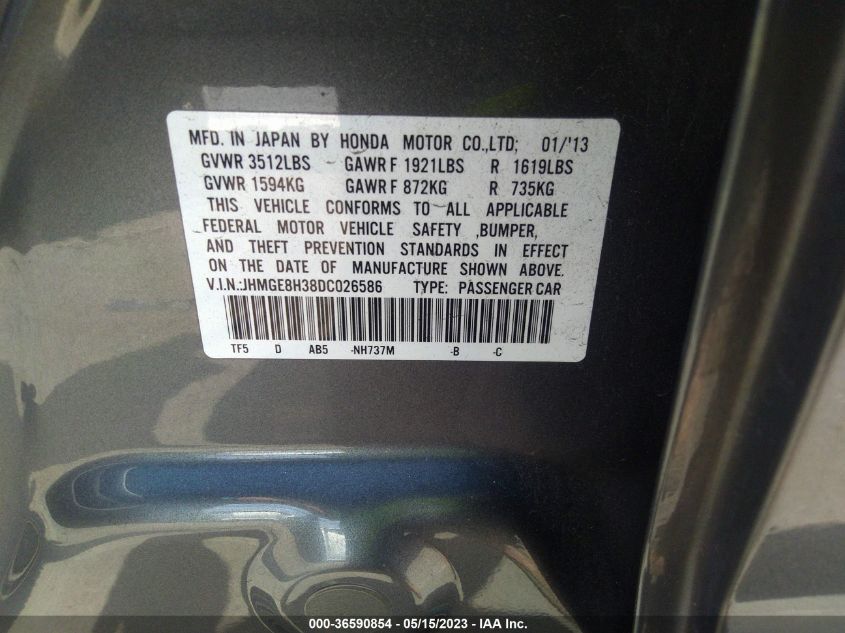 MFD. IN JAPAN BY HONDA MOTOR CO.,LTD; 01/'13
GVWR 3512LBS GAWR F 1921LBS R 1619LBS
GVWR 1594KG GAWR F 872KG R 735KG
THIS VEHICLE CONFORMS TO ALL APPLICABLE
FEDERAL MOTOR VEHICLE SAFETY ,BUMPER,
AND THEFT PREVENTION STANDARDS IN EFFECT
ON THE DATE OF MANUFACTURE SHOWN ABOVE.
V.I.N.:JHMGE8H38DC026586 TYPE: PASSENGER CAR
TF5 D AB5 -NH737M -B -C
000-36590854 - 05/15/2023 - IAA Inc.